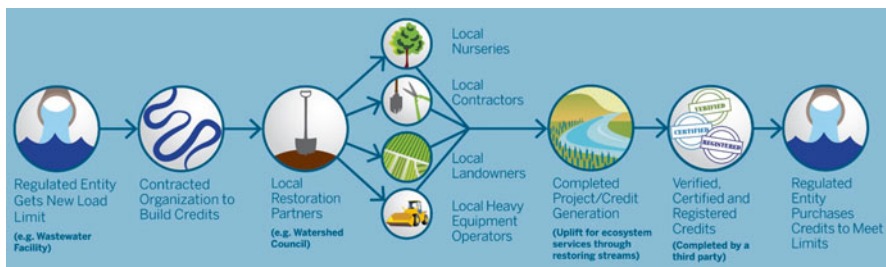 Local
Nurseries
Local
Contractors
Local
Landowners
Local Heavy
Equipment
Operators
Regulated Entity
Gets New Load
Limit
(e.g. Wastewater
Facility)
Contracted
Organization to
Build Credits
Local
Restoration
Partners
(e.g. Watershed
Council)
Completed
Project/Credit
Generation
(Uplift for ecosystem
services through
restoring streams)
VERIFIED
CERTIFIED
REGISTERED
Verified,
Certified and
Registered
Credits
(Completed by a
third party)
Regulated
Entity
Purchases
Credits to Meet
Limits